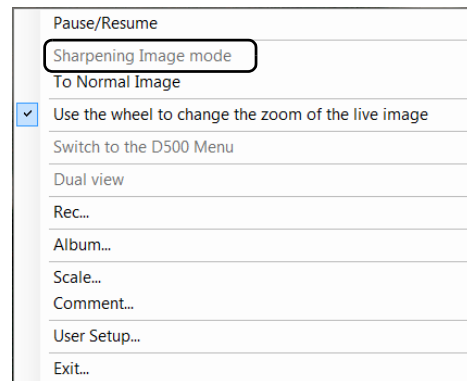 Pause/Resume
Sharpening Image mode
To Normal Image
Use the wheel to change the zoom of the live image
Switch to the D500 Menu
Dual view
Rec...
Album...
Scale...
Comment...
User Setup...
Exit...